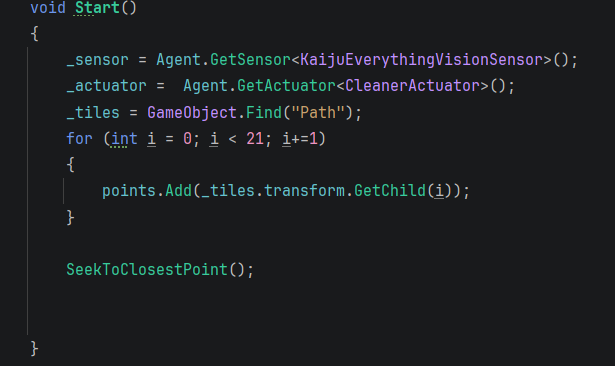 void Start()
{
    _sensor = Agent.GetSensor<KaijuEverythingVisionSensor>();
    _actuator =  Agent.GetActuator<CleanerActuator>();
    _tiles = GameObject.Find("Path");
    for (int i = 0; i < 21; i+=1)
    {
        points.Add(_tiles.transform.GetChild(i));
    }
    SeekToClosestPoint();
}